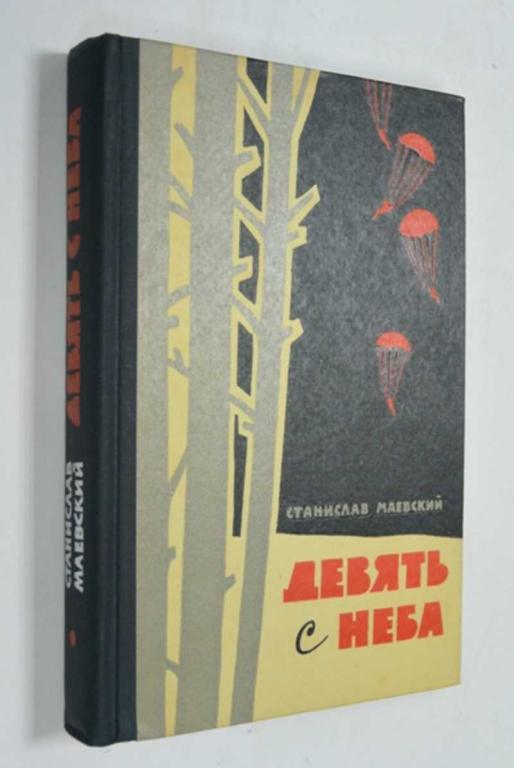 СТАНИСЛАВ МАЕВСКИЙ
ДЕВЯТЬ
с НЕБА
СТАНИСЛАВ
МАЕВСКИЙ
ДЕВЯТЬ С НЕБА